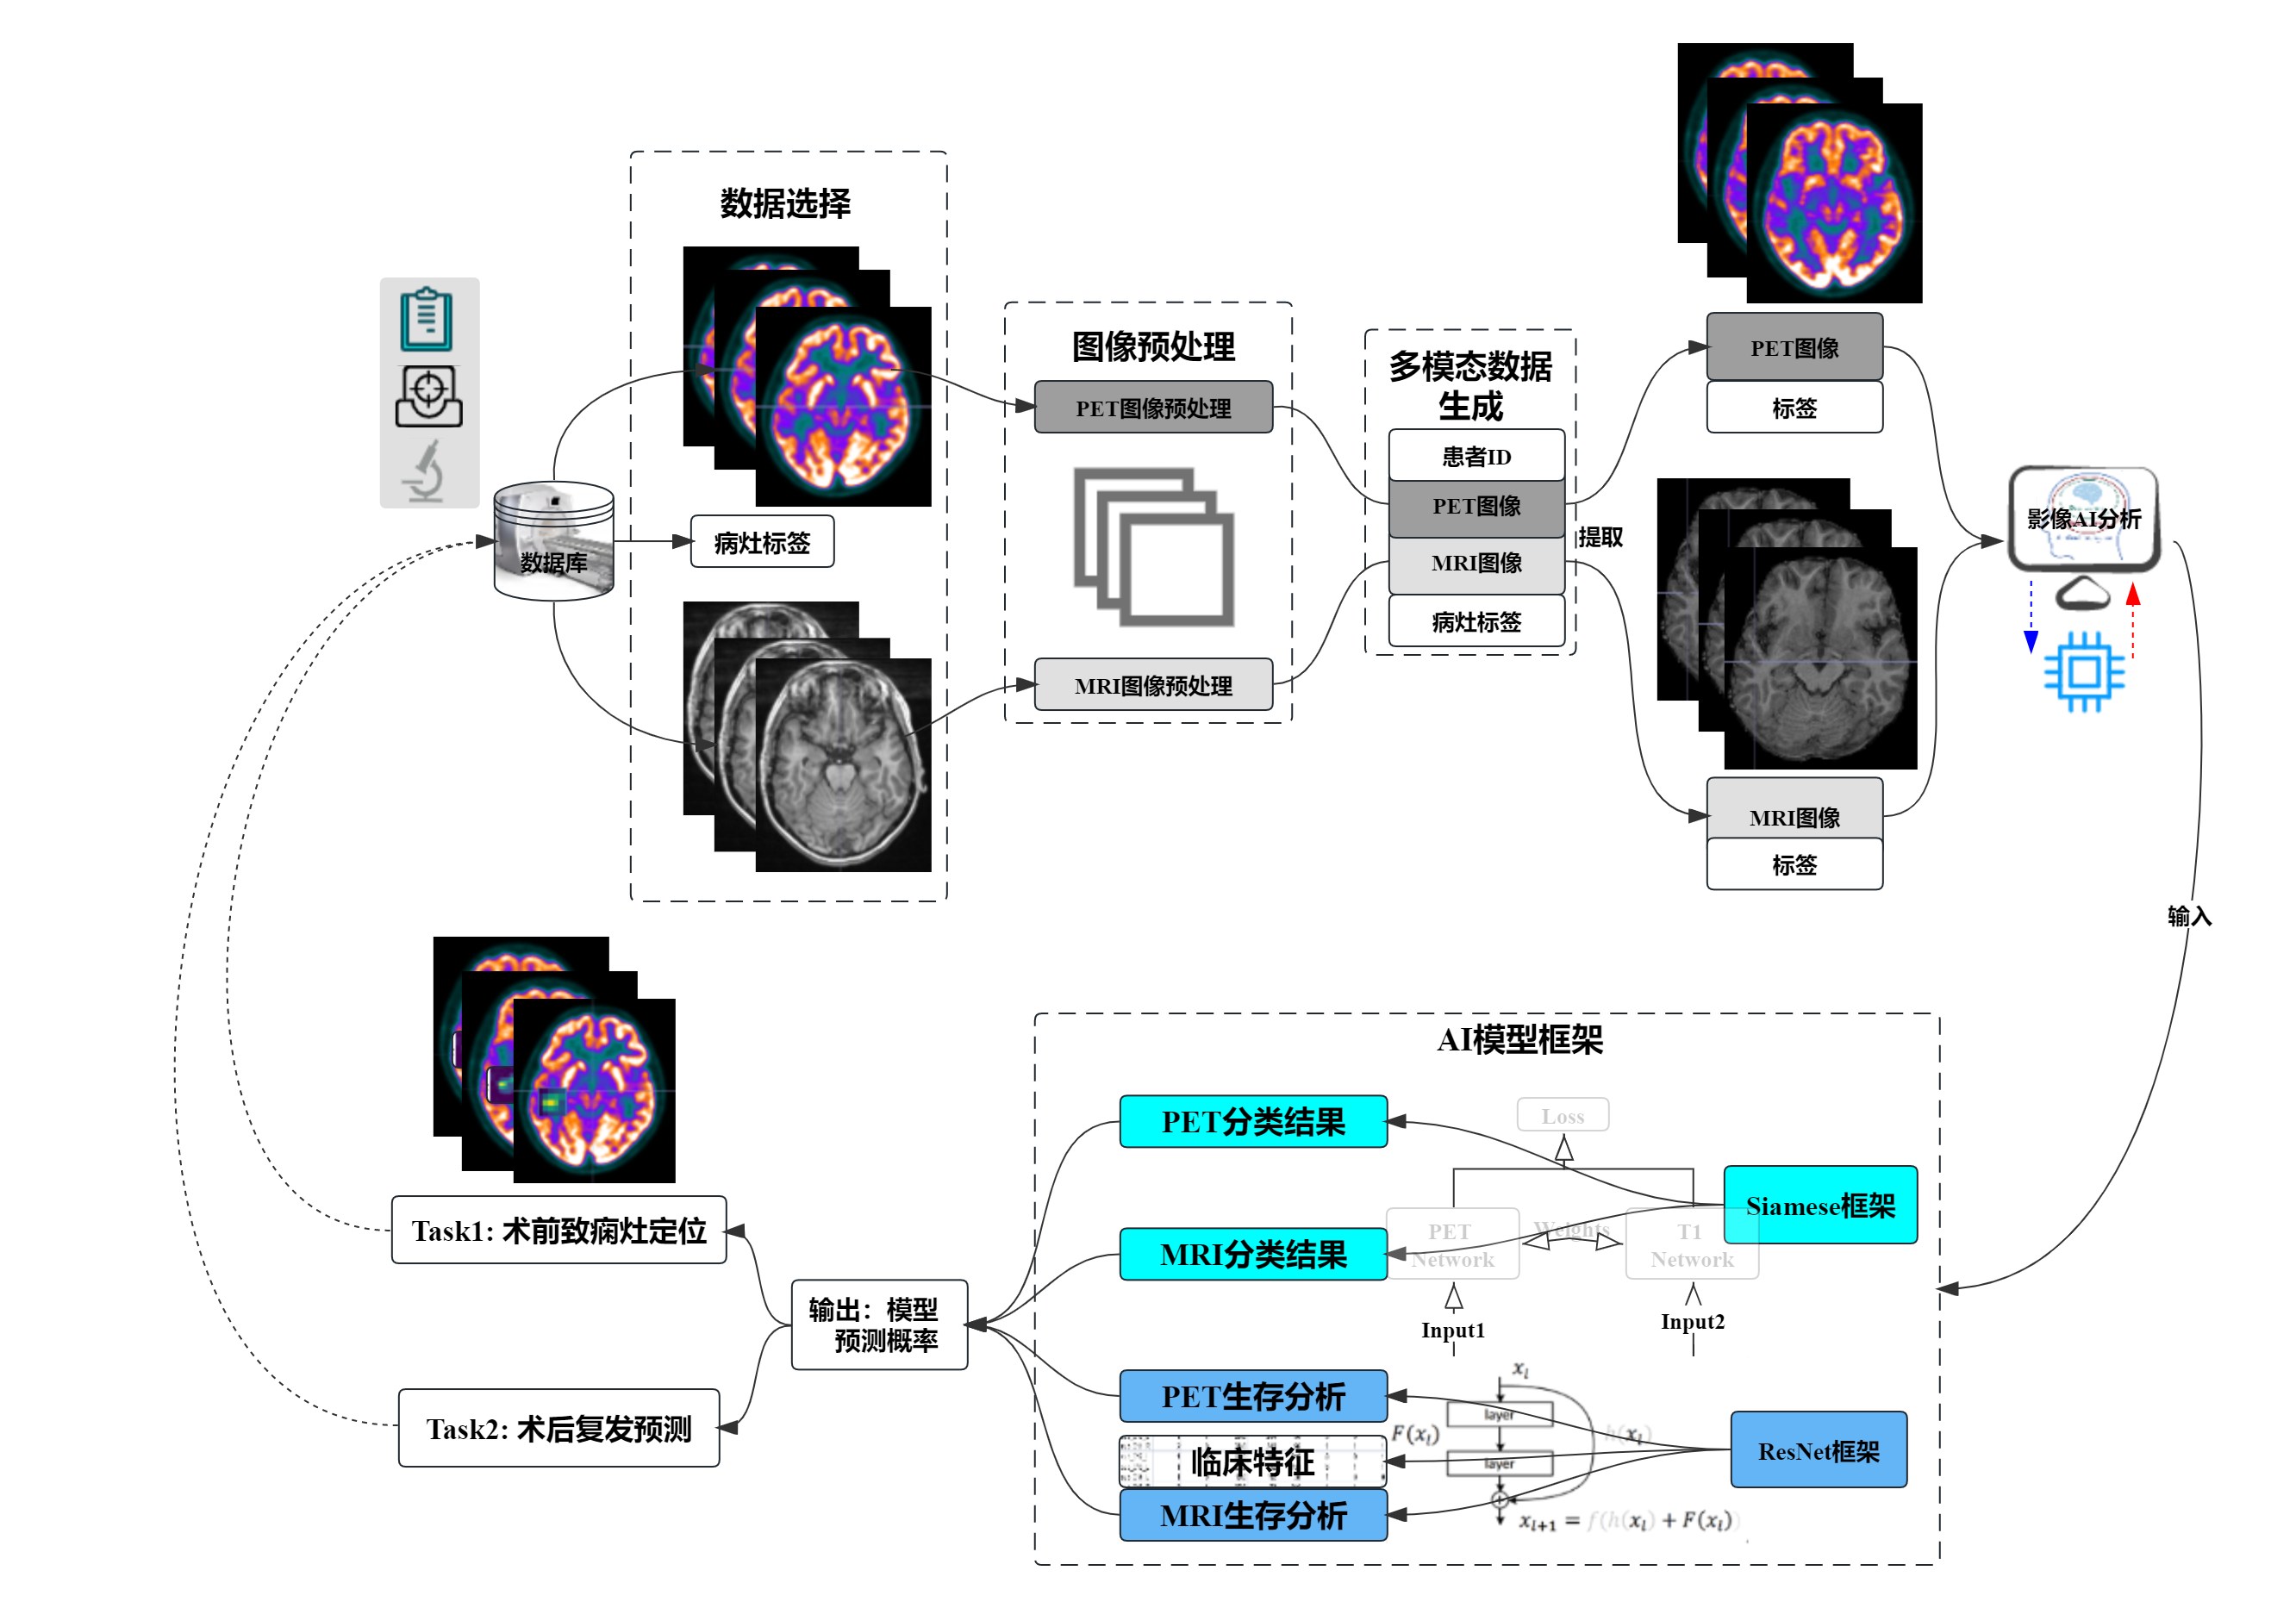 数据选择
数据库
病灶标签
图像预处理
PET图像预处理
MRI图像预处理
多模态数据
生成
患者ID
PET图像
MRI图像
病灶标签
提取
PET图像
标签
MRI图像
标签
影像AI分析
输入
AI模型框架
Loss
PET
Network
Weights
T1
Network
Input1
Input2
Siamese框架
PET分类结果
MRI分类结果
PET生存分析
临床特征
MRI生存分析
ResNet框架
x_l
layer
F(x_l)
h(x_l)
layer
x_{l+1} = f(h(x_l) + F(x_l))
输出：模型
预测概率
Task1: 术前致痫灶定位
Task2: 术后复发预测